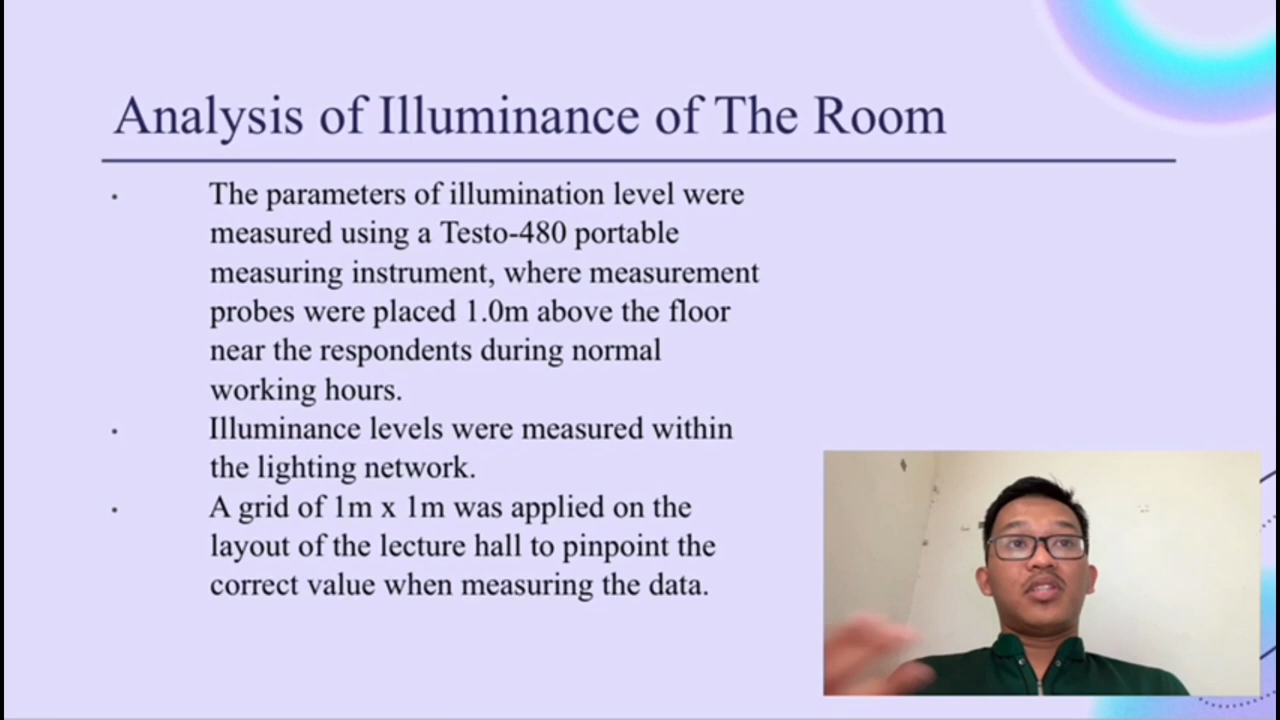 Analysis of Illuminance of The Room
• The parameters of illumination level were
measured using a Testo-480 portable
measuring instrument, where measurement
probes were placed 1.0m above the floor
near the respondents during normal
working hours.
• Illuminance levels were measured within
the lighting network.
• A grid of 1m x 1m was applied on the
layout of the lecture hall to pinpoint the
correct value when measuring the data.